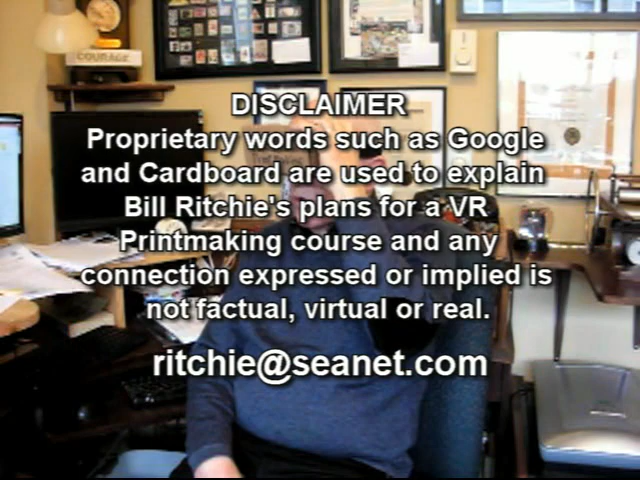 COURAGE
DISCLAIMER
Proprietary words such as Google
and Cardboard are used to explain
Bill Ritchie's plans for a VR
Printmaking course and any
connection expressed or implied is
not factual, virtual or real.
ritchie@seanet.com